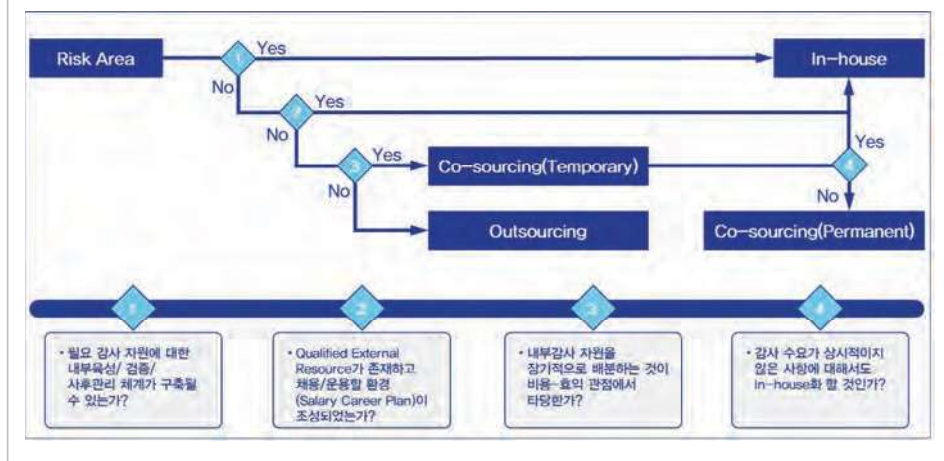 Risk Area
1
Yes
In-house
No
2
Yes
No
3
Yes
Co-sourcing(Temporary)
4
Yes
No
No
Outsourcing
Co-sourcing(Permanent)
1
2
3
4
• 필요 감사 자원에 대한
내부육성/ 검증/
사후관리 체계가 구축될
수 있는가?
• Qualified External
Resource가 존재하고
채용/운용할 환경
(Salary Career Plan)이
조성되었는가?
• 내부감사 자원을
장기적으로 배분하는 것이
비용-효익 관점에서
타당한가?
• 감사 수요가 상시적이지
않은 사항에 대해서도
In-house화 할 것인가?